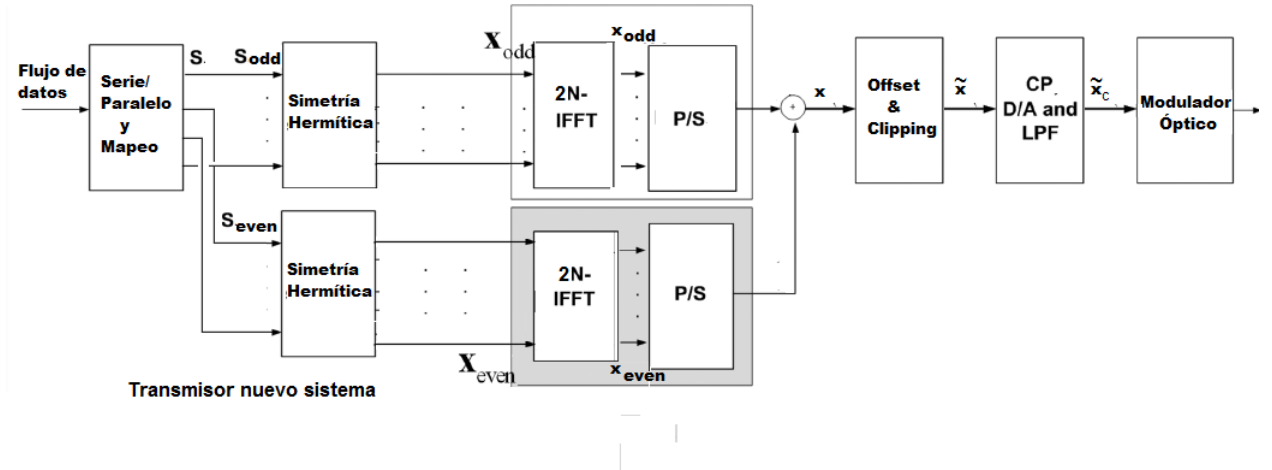 Flujo de
datos
Serie/
Paralelo
y
Mapeo
S.
Sodd
Simetría
Hermítica
Xodd
2N-
IFFT
xodd
P/S
+
x
Offset
&
Clipping
x̃
CP
D/A and
LPF
x̃C
Modulador
Óptico
Seven
Simetría
Hermítica
Xeven
2N-
IFFT
xeven
P/S
Transmisor nuevo sistema